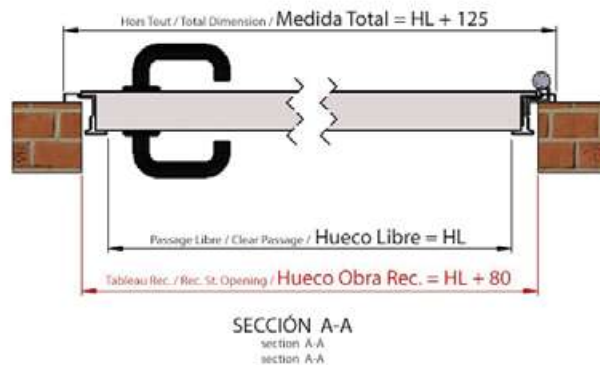 Hors Tout / Total Dimension / Medida Total = HL + 125
Passage Libre / Clear Passage / Hueco Libre = HL
Tableau Rec. / Rec. St. Opening / Hueco Obra Rec. = HL + 80
SECCIÓN A-A
section A-A
section A-A